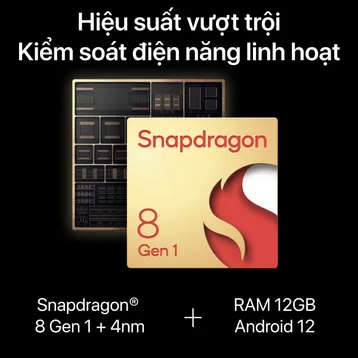 Hiệu suất vượt trội
Kiểm soát điện năng linh hoạt
Snapdragon
8
Gen 1
Snapdragon®
8 Gen 1 + 4nm
+
RAM 12GB
Android 12